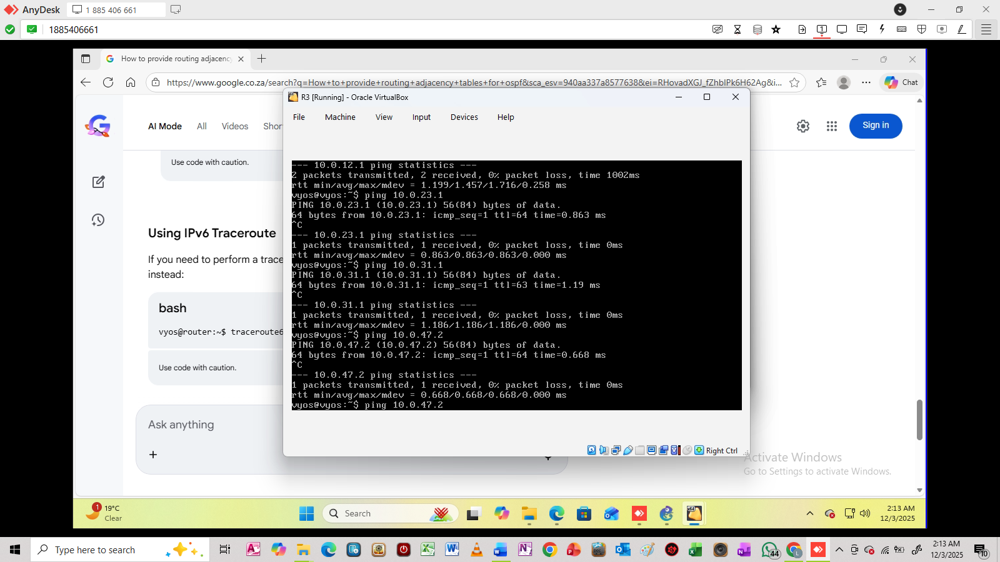 AnyDesk
1 885 406 661
1885406661
How to provide routing adjacency
https://www.google.co.za/search?q=How+to+provide+routing+adjacency+tables+for+ospf&sca_esv=940aa337a8577638&ei=RHovadXGJ_fZhbIPk6H62Ag&i...
Chat
R3 [Running] - Oracle VirtualBox
File Machine View Input Devices Help
AI Mode All Videos Shor
Sign in
Use code with caution.
Using IPv6 Traceroute
If you need to perform a trace
instead:
bash
vyos@router:~$ traceroute6
Use code with caution.
Ask anything
--- 10.0.12.1 ping statistics ---
2 packets transmitted, 2 received, 0% packet loss, time 1002ms
rtt min/avg/max/mdev = 1.199/1.457/1.716/0.258 ms
vyos@vyos:~$ ping 10.0.23.1
PING 10.0.23.1 (10.0.23.1) 56(84) bytes of data.
64 bytes from 10.0.23.1: icmp_seq=1 ttl=64 time=0.863 ms
^C
--- 10.0.23.1 ping statistics ---
1 packets transmitted, 1 received, 0% packet loss, time 0ms
rtt min/avg/max/mdev = 0.863/0.863/0.863/0.000 ms
vyos@vyos:~$ ping 10.0.31.1
PING 10.0.31.1 (10.0.31.1) 56(84) bytes of data.
64 bytes from 10.0.31.1: icmp_seq=1 ttl=63 time=1.19 ms
^C
--- 10.0.31.1 ping statistics ---
1 packets transmitted, 1 received, 0% packet loss, time 0ms
rtt min/avg/max/mdev = 1.186/1.186/1.186/0.000 ms
vyos@vyos:~$ ping 10.0.47.2
PING 10.0.47.2 (10.0.47.2) 56(84) bytes of data.
64 bytes from 10.0.47.2: icmp_seq=1 ttl=64 time=0.668 ms
^C
--- 10.0.47.2 ping statistics ---
1 packets transmitted, 1 received, 0% packet loss, time 0ms
rtt min/avg/max/mdev = 0.668/0.668/0.668/0.000 ms
vyos@vyos:~$ ping 10.0.47.2
Right Ctrl
Activate Windows
Go to Settings to activate Windows.
1
19°C
Clear
Search
2:13 AM
12/3/2025
Type here to search
44
2:13 AM
12/3/2025
10